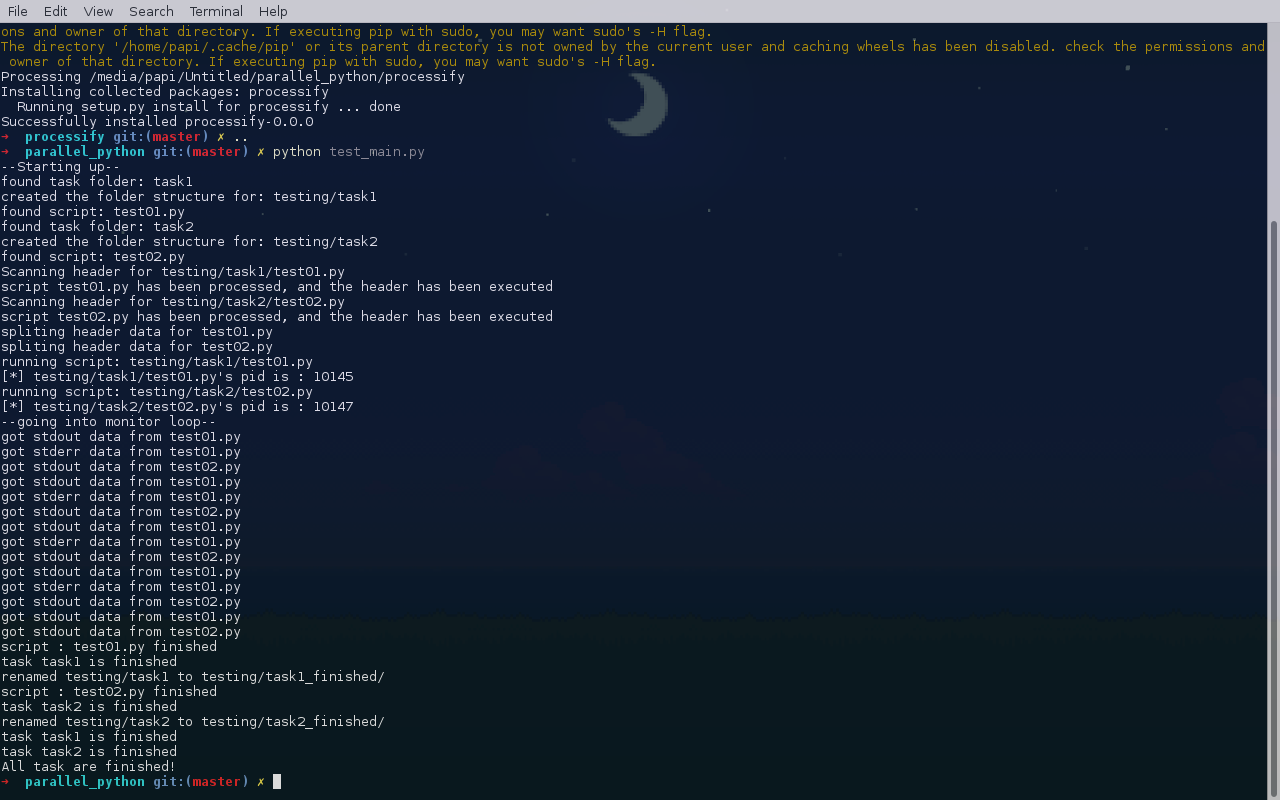 File Edit View Search Terminal Help
ons and owner of that directory. If executing pip with sudo, you may want sudo's -H flag.
The directory '/home/papi/.cache/pip' or its parent directory is not owned by the current user and caching wheels has been disabled. check the permissions and
 owner of that directory. If executing pip with sudo, you may want sudo's -H flag.
Processing /media/papi/Untitled/parallel_python/processify
Installing collected packages: processify
  Running setup.py install for processify ... done
Successfully installed processify-0.0.0
→  processify git:(master) ✗ ..
→  parallel_python git:(master) ✗ python test_main.py
--Starting up--
found task folder: task1
created the folder structure for: testing/task1
found script: test01.py
found task folder: task2
created the folder structure for: testing/task2
found script: test02.py
Scanning header for testing/task1/test01.py
script test01.py has been processed, and the header has been executed
Scanning header for testing/task2/test02.py
script test02.py has been processed, and the header has been executed
spliting header data for test01.py
spliting header data for test02.py
running script: testing/task1/test01.py
[*] testing/task1/test01.py's pid is : 10145
running script: testing/task2/test02.py
[*] testing/task2/test02.py's pid is : 10147
--going into monitor loop--
got stdout data from test01.py
got stderr data from test01.py
got stdout data from test02.py
got stdout data from test01.py
got stderr data from test01.py
got stdout data from test02.py
got stdout data from test01.py
got stderr data from test01.py
got stdout data from test02.py
got stdout data from test01.py
got stderr data from test01.py
got stdout data from test02.py
got stdout data from test01.py
got stdout data from test02.py
script : test01.py finished
task task1 is finished
renamed testing/task1 to testing/task1_finished/
script : test02.py finished
task task2 is finished
renamed testing/task2 to testing/task2_finished/
task task1 is finished
task task2 is finished
All task are finished!
→  parallel_python git:(master) ✗